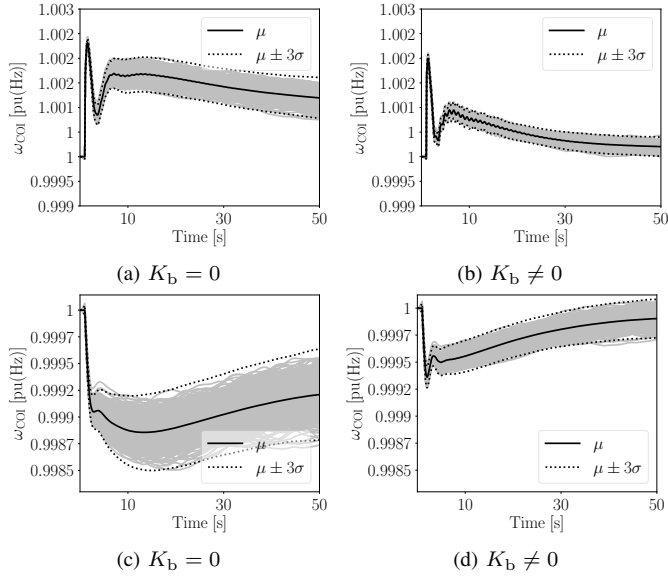 1.003
1.002
1.002
1.002
1.001
1
1
0.9995
0.999
ω_COI [pu(Hz)]
μ
μ ± 3σ
10 30 50
Time [s]
(a) K_b = 0
1.003
1.002
1.002
1.002
1.001
1
1
0.9995
0.999
ω_COI [pu(Hz)]
μ
μ ± 3σ
10 30 50
Time [s]
(b) K_b ≠ 0
1
0.9997
0.9995
0.9992
0.999
0.9987
0.9985
ω_COI [pu(Hz)]
μ
μ ± 3σ
10 30 50
Time [s]
(c) K_b = 0
1
0.9997
0.9995
0.9992
0.999
0.9987
0.9985
ω_COI [pu(Hz)]
μ
μ ± 3σ
10 30 50
Time [s]
(d) K_b ≠ 0